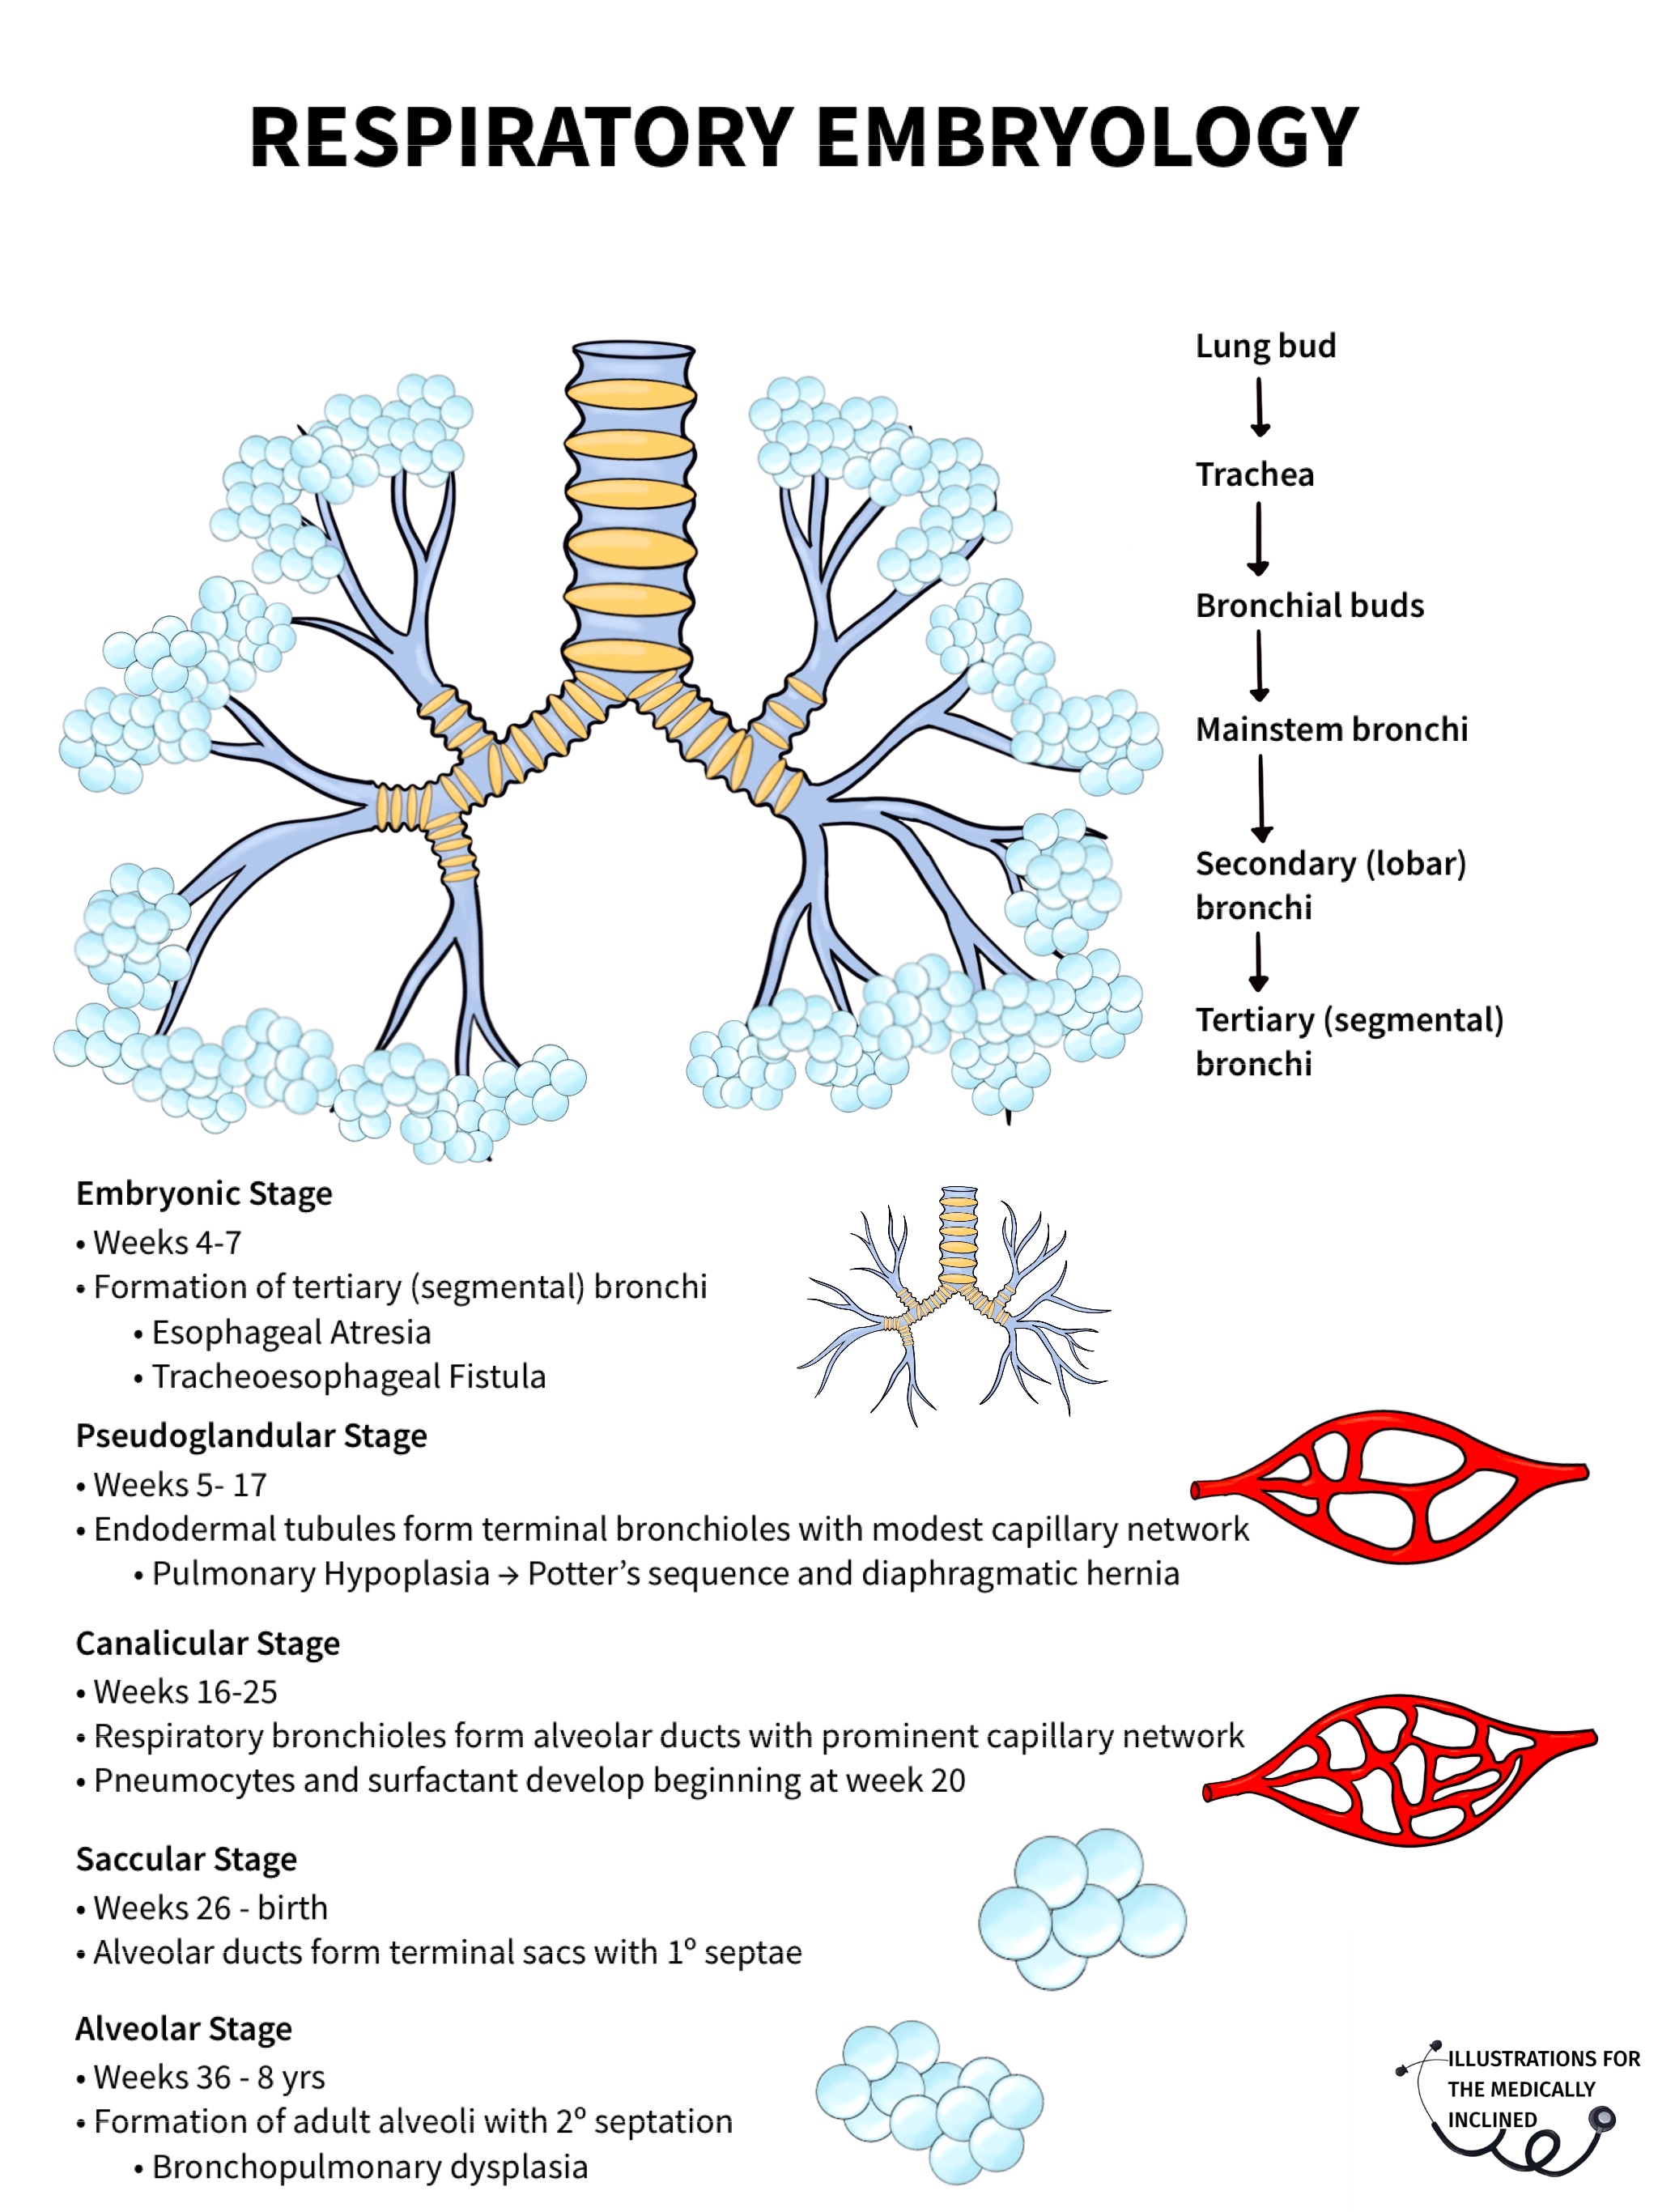 RESPIRATORY EMBRYOLOGY
Lung bud
Trachea
Bronchial buds
Mainstem bronchi
Secondary (lobar)
bronchi
Tertiary (segmental)
bronchi
Embryonic Stage
• Weeks 4-7
• Formation of tertiary (segmental) bronchi
• Esophageal Atresia
• Tracheoesophageal Fistula
Pseudoglandular Stage
• Weeks 5- 17
• Endodermal tubules form terminal bronchioles with modest capillary network
• Pulmonary Hypoplasia → Potter’s sequence and diaphragmatic hernia
Canalicular Stage
• Weeks 16-25
• Respiratory bronchioles form alveolar ducts with prominent capillary network
• Pneumocytes and surfactant develop beginning at week 20
Saccular Stage
• Weeks 26 - birth
• Alveolar ducts form terminal sacs with 1º septae
Alveolar Stage
• Weeks 36 - 8 yrs
• Formation of adult alveoli with 2º septation
• Bronchopulmonary dysplasia
ILLUSTRATIONS FOR
THE MEDICALLY
INCLINED